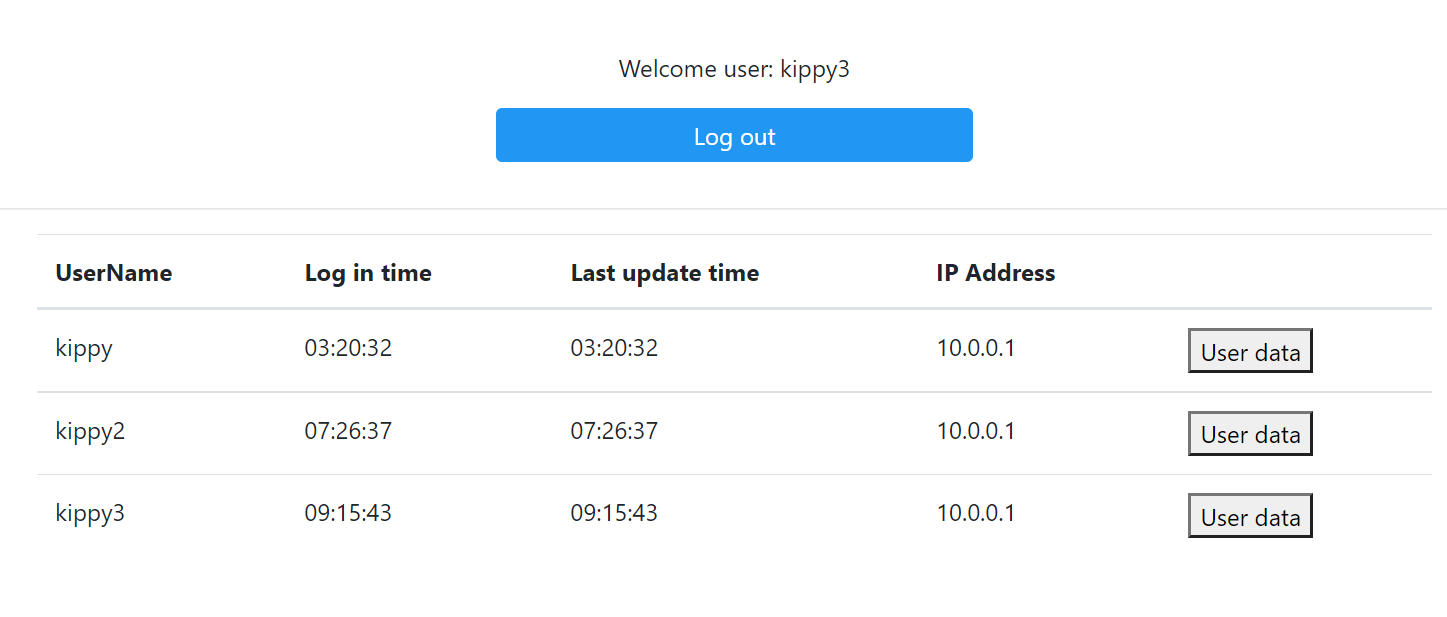 Welcome user: kippy3
Log out
UserName Log in time Last update time IP Address
kippy 03:20:32 03:20:32 10.0.0.1 User data
kippy2 07:26:37 07:26:37 10.0.0.1 User data
kippy3 09:15:43 09:15:43 10.0.0.1 User data